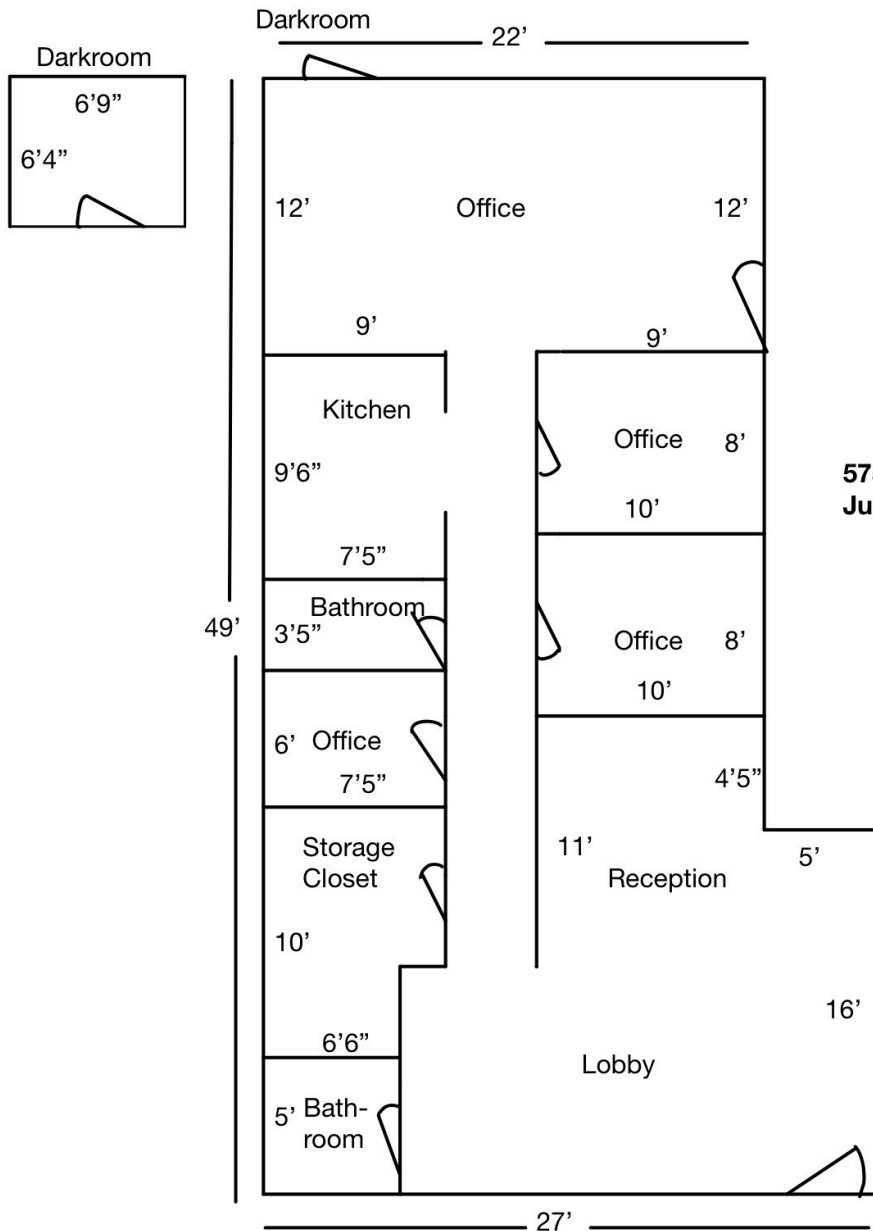 Darkroom
22’
Darkroom
6’9”
6’4”
12’
Office
12’
9’
9’
Kitchen
Office
8’
9’6”
10’
7’5”
Bathroom
49’
3’5”
Office
8’
10’
6’
Office
7’5”
4’5”
Storage
Closet
11’
Reception
5’
10’
16’
6’6”
Lobby
5’
Bath-
room
27’